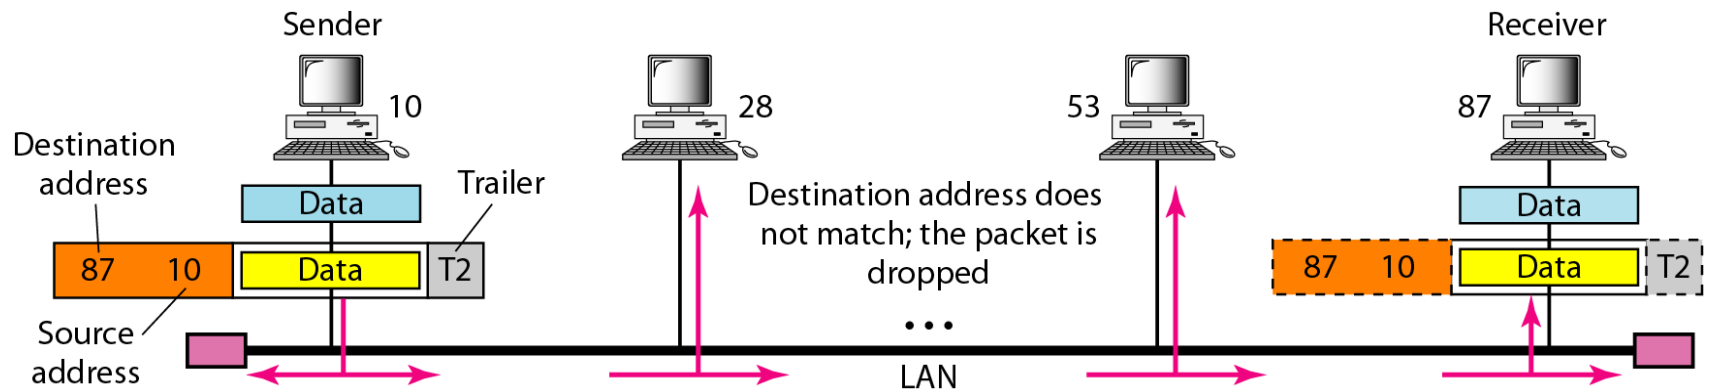 Sender
Receiver
10
28
53
87
Destination
address
Trailer
Data
87 10 Data T2
Source
address
Destination address does
not match; the packet is
dropped
...
LAN
Data
87 10 Data T2